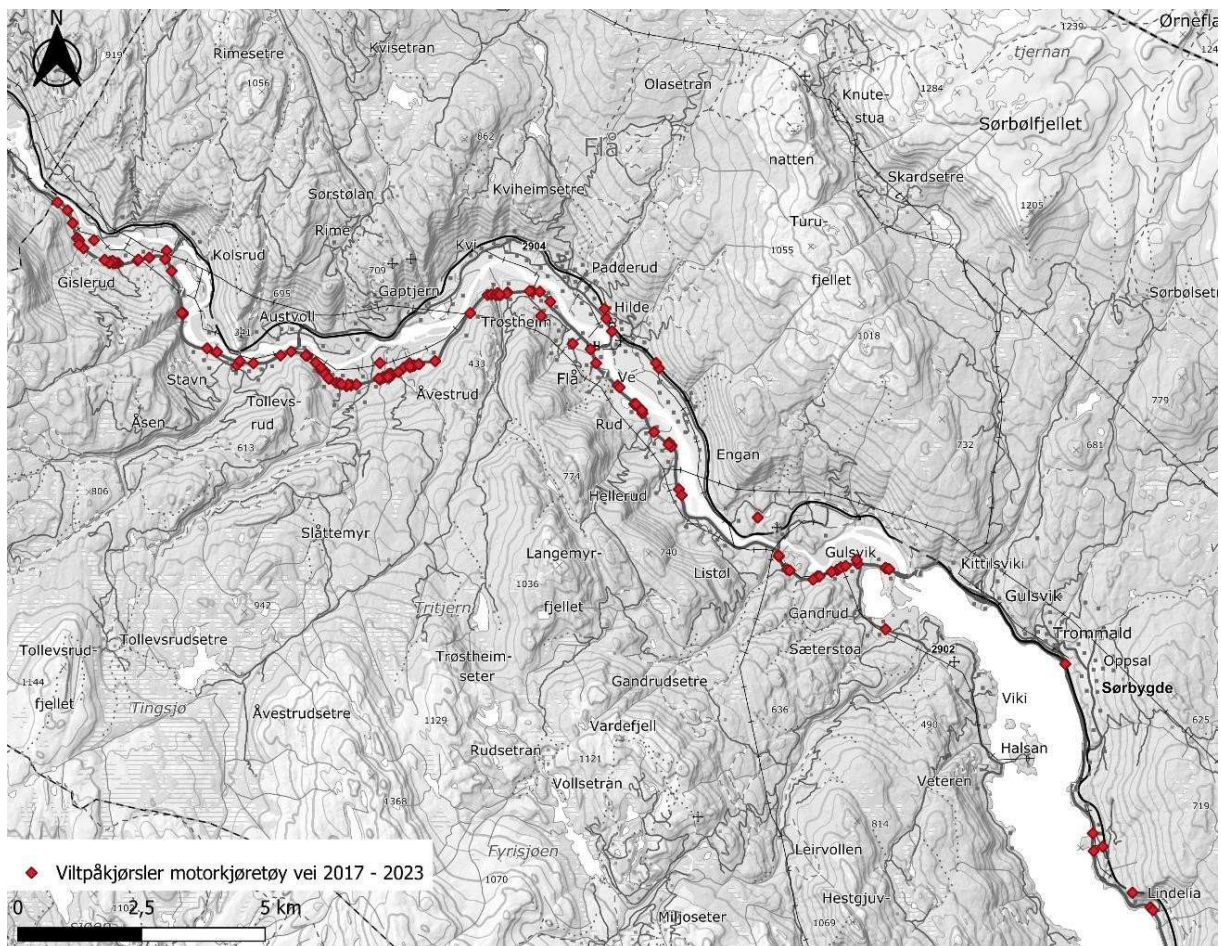 N
Ørnefla
1239
124
919
Rimesetre
Kvisetran
tjernan
1056
Olasetran
1284
Knute-
stua
Sørbølfjellet
862
Flå
natten
Skardsetre
Kviheimsetre
Sørstølan
1205
Turu-
Rime
Kvi
2904
Kolsrud
1055
Padderud
709
fjellet
Gislerud
Gaptjern
Sørbølsetr
695
Hilde
Austvoll
Trøstheim
1018
433
Stavn
Flå
Ve
Åvestrud
779
Åsen
Tollevs-
rud
Rud
613
732
681
Engan
774
806
Hellerud
Slåttemyr
740
Gulsvik
Langemyr-
Listøl
Kittilsviki
1036
fjellet
Gulsvik
942
Tritjern
Gandrud
Trommald
Tollevsrudsetre
Tollevsrud-
Sæterstøa
2902
Oppsal
Trøstheim-
seter
Gandrudsetre
1144
fjellet
Sørbygde
Tingsjø
Åvestrudsetre
636
Viki
1129
Vardefjell
490
625
Rudsetran
Halsan
1121
Vollsetran
Veteren
1368
719
814
Fyrisjøen
Leirvollen
Viltpåkjørsler motorkjøretøy vei 2017 - 2023
1070
Lindelia
0 2,5 5 km
Hestgjuv-
1069
Miljoseter
sjøen